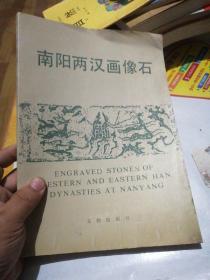 南阳两汉画像石
ENGRAVED STONES OF
WESTERN AND EASTERN HAN
DYNASTIES AT NANYANG
文物出版社